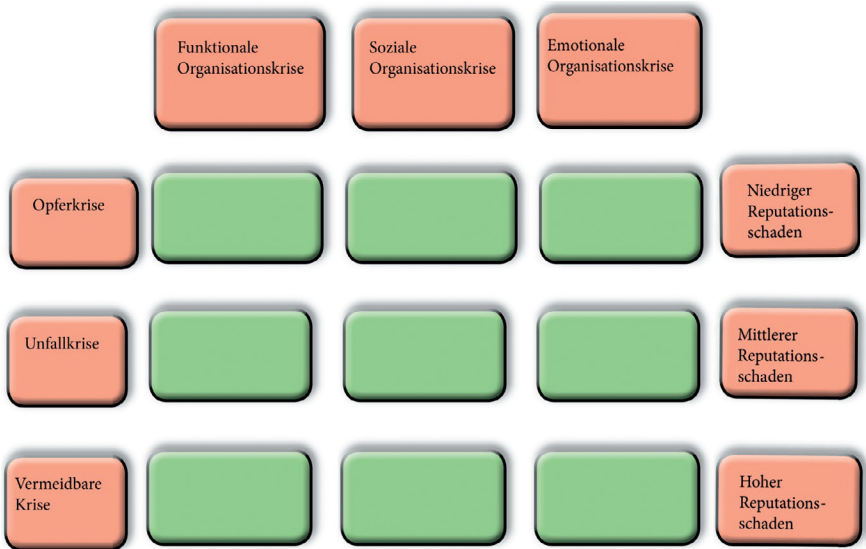 Funktionale
Organisationskrise
Soziale
Organisationskrise
Emotionale
Organisationskrise
Opferkrise
Niedriger
Reputations-
schaden
Unfallkrise
Mittlerer
Reputations-
schaden
Vermeidbare
Krise
Hoher
Reputations-
schaden